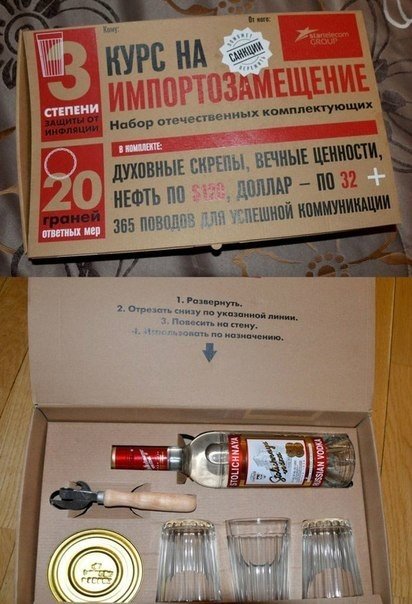 Кому:
От кого:
3
СТЕПЕНИ
ЗАЩИТЫ ОТ
ИНФЛЯЦИИ
КУРС НА
САНКЦИИ
startelecom
GROUP
ИМПОРТОЗАМЕЩЕНИЕ
Набор отечественных комплектующих
20
граней
ответных мер
В КОМПЛЕКТЕ:
ДУХОВНЫЕ СКРЕПЫ, ВЕЧНЫЕ ЦЕННОСТИ,
НЕФТЬ ПО $120, ДОЛЛАР – ПО 32 +
365 ПОВОДОВ ДЛЯ УСПЕШНОЙ КОММУНИКАЦИИ
1. Развернуть.
2. Отрезать снизу по указанной линии.
3. Повесить на стену.
4. Использовать по назначению.
STOLICHNAYA
Stolichnaya
RUSSIAN VODKA